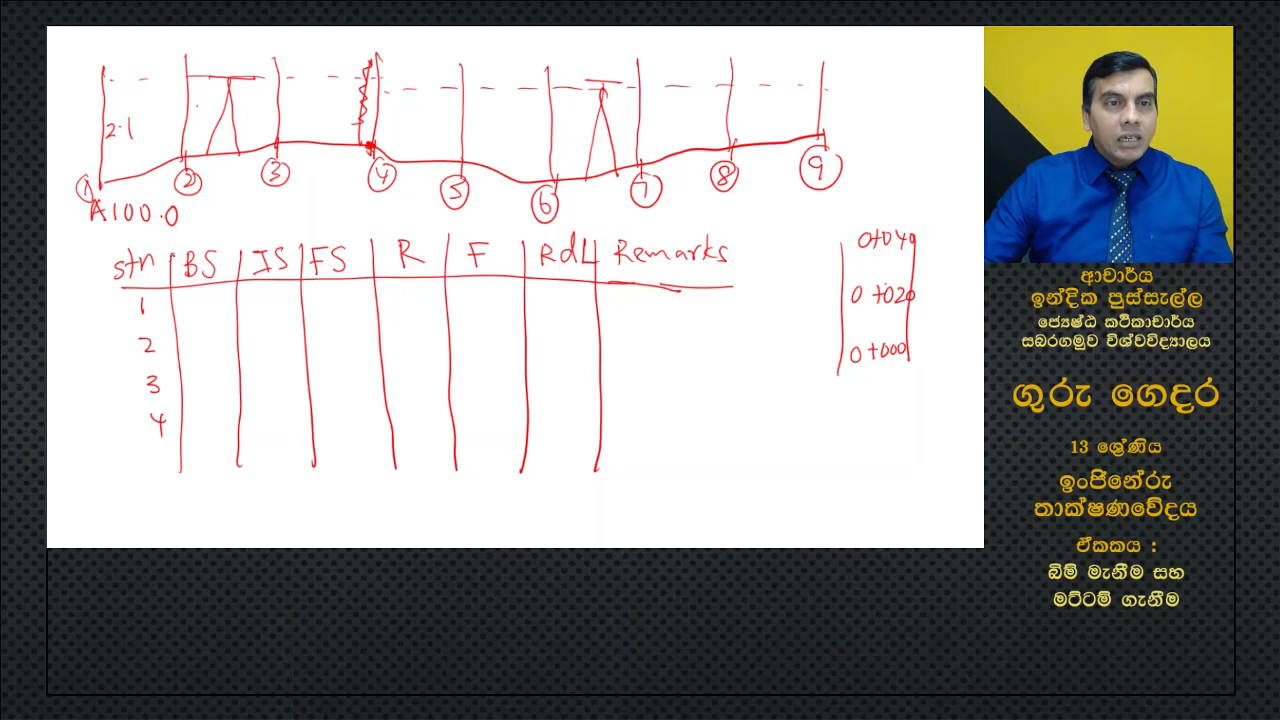 2.1
1 2 3 4 5 6 7 8 9
A100.0
stn BS IS FS R F RdL Remarks
1
2
3
4
0+040
0+020
0+000
ආචාර්ය
ඉන්දික පුස්සැල්ල
ජ්‍යෙෂ්ඨ කථිකාචාර්ය
සබරගමුව විශ්වවිද්‍යාලය
ගුරු ගෙදර
13 ශ්‍රේණිය
ඉංජිනේරු
තාක්ෂණවේදය
ඒකකය :
බිම් මැනීම සහ
මට්ටම් ගැනීම